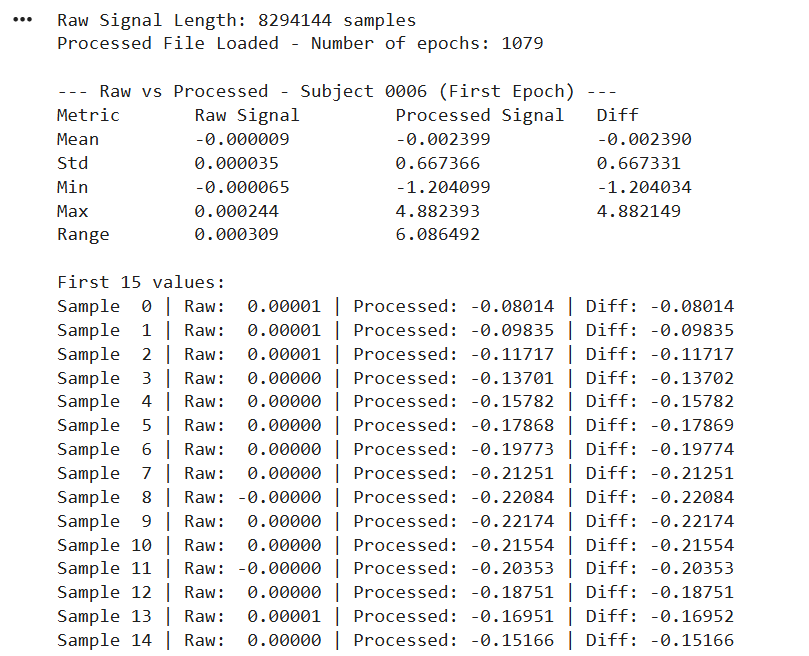 ••• Raw Signal Length: 8294144 samples
Processed File Loaded - Number of epochs: 1079
--- Raw vs Processed - Subject 0006 (First Epoch) ---
Metric Raw Signal Processed Signal Diff
Mean -0.000009 -0.002399 -0.002390
Std 0.000035 0.667366 0.667331
Min -0.000065 -1.204099 -1.204034
Max 0.000244 4.882393 4.882149
Range 0.000309 6.086492
First 15 values:
Sample 0 | Raw: 0.00001 | Processed: -0.08014 | Diff: -0.08014
Sample 1 | Raw: 0.00001 | Processed: -0.09835 | Diff: -0.09835
Sample 2 | Raw: 0.00001 | Processed: -0.11717 | Diff: -0.11717
Sample 3 | Raw: 0.00000 | Processed: -0.13701 | Diff: -0.13702
Sample 4 | Raw: 0.00000 | Processed: -0.15782 | Diff: -0.15782
Sample 5 | Raw: 0.00000 | Processed: -0.17868 | Diff: -0.17869
Sample 6 | Raw: 0.00000 | Processed: -0.19773 | Diff: -0.19774
Sample 7 | Raw: 0.00000 | Processed: -0.21251 | Diff: -0.21251
Sample 8 | Raw: -0.00000 | Processed: -0.22084 | Diff: -0.22084
Sample 9 | Raw: 0.00000 | Processed: -0.22174 | Diff: -0.22174
Sample 10 | Raw: 0.00000 | Processed: -0.21554 | Diff: -0.21554
Sample 11 | Raw: -0.00000 | Processed: -0.20353 | Diff: -0.20353
Sample 12 | Raw: 0.00000 | Processed: -0.18751 | Diff: -0.18751
Sample 13 | Raw: 0.00001 | Processed: -0.16951 | Diff: -0.16952
Sample 14 | Raw: 0.00000 | Processed: -0.15166 | Diff: -0.15166